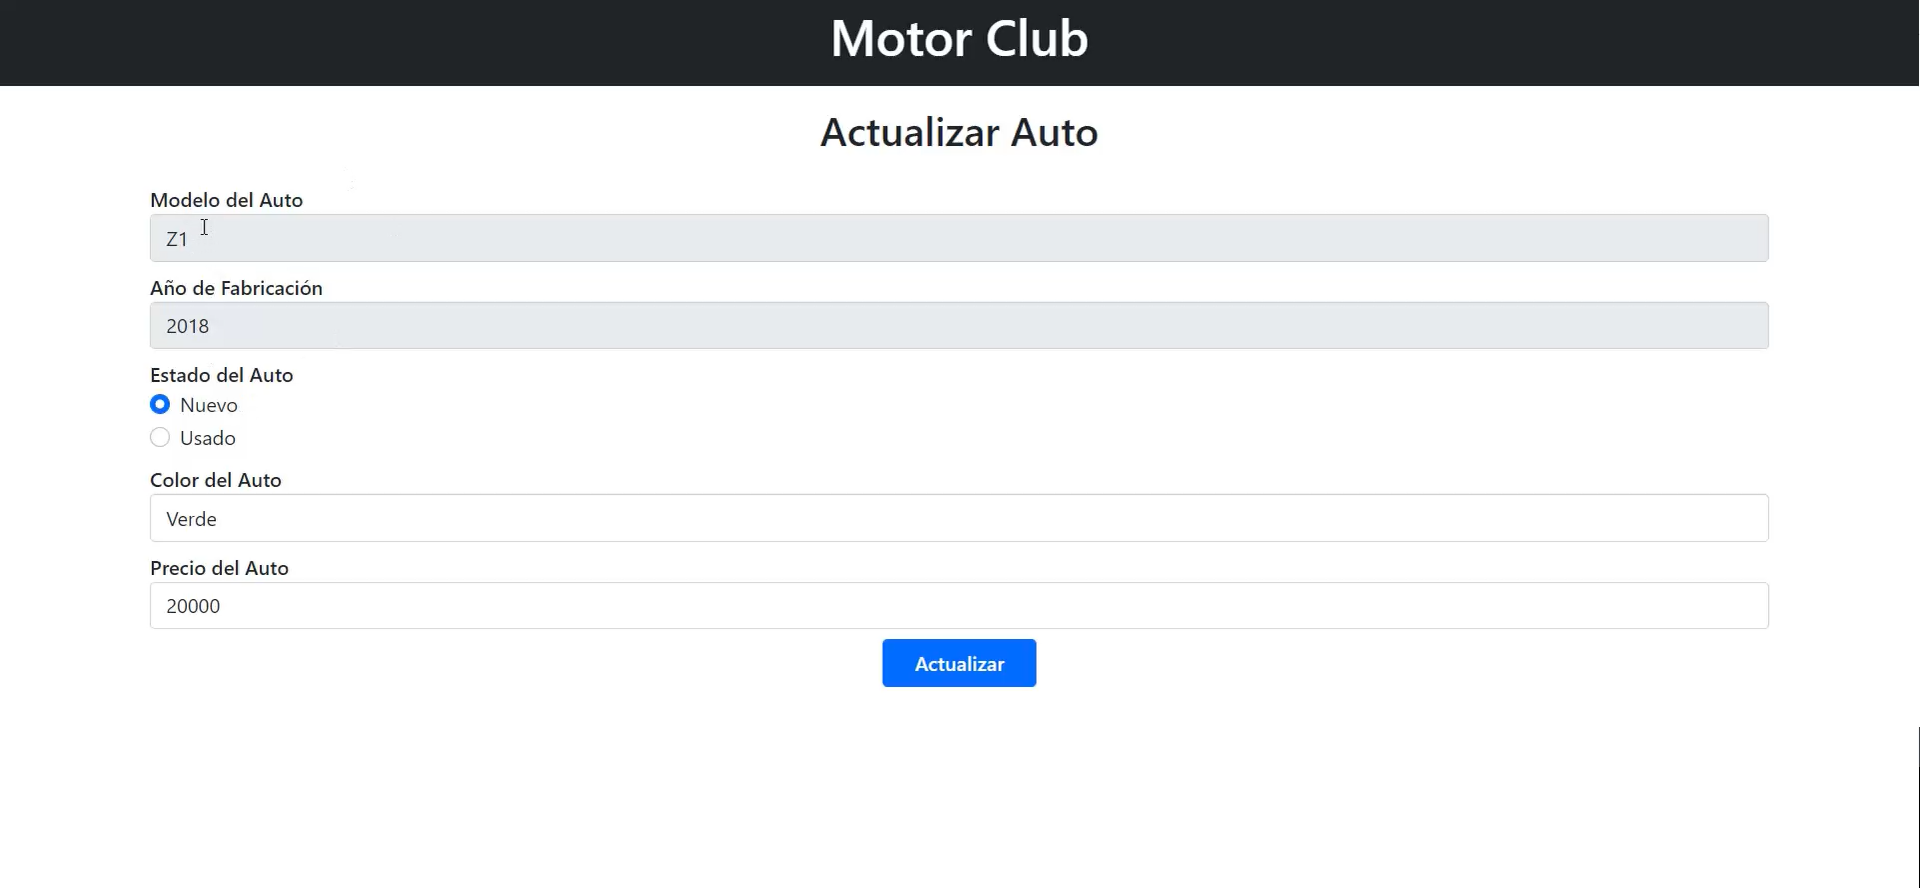 Motor Club
Actualizar Auto
Modelo del Auto
Z1
Año de Fabricación
2018
Estado del Auto
Nuevo
Usado
Color del Auto
Verde
Precio del Auto
20000
Actualizar